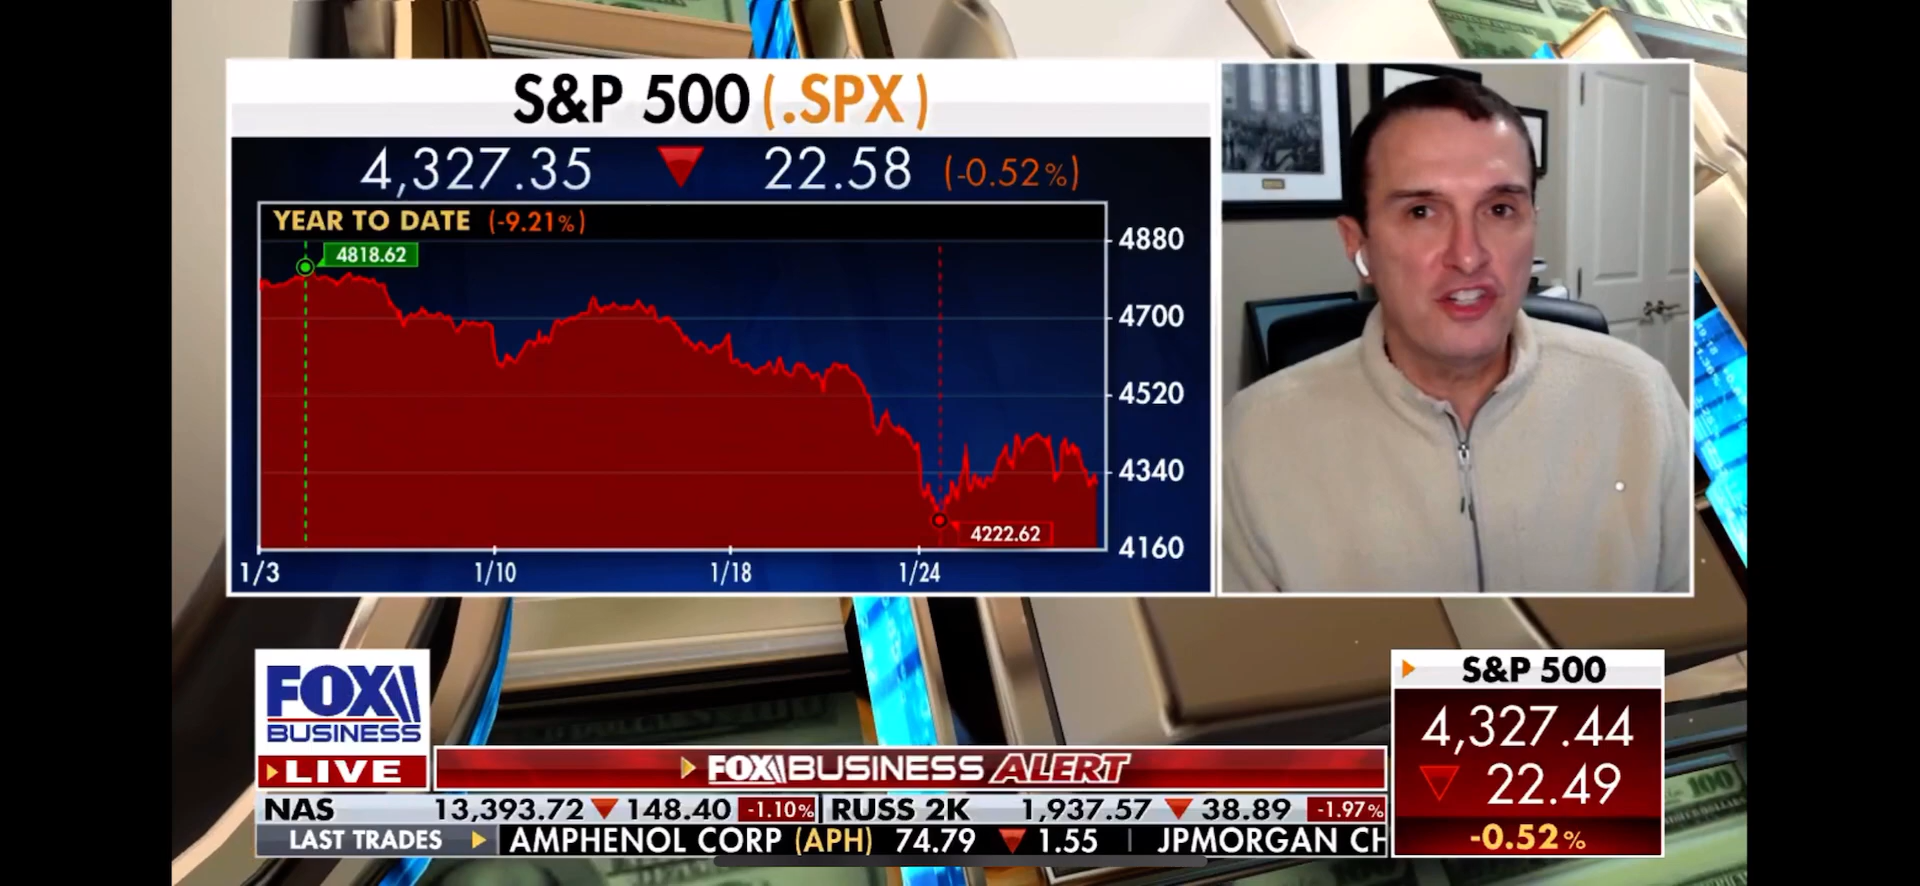 S&P 500 (.SPX)
4,327.35 ▼ 22.58 (-0.52%)
YEAR TO DATE (-9.21%)
4818.62
4880
4700
4520
4340
4222.62
4160
1/3 1/10 1/18 1/24
FOX
BUSINESS
LIVE
FOX BUSINESS ALERT
NAS 13,393.72 ▼ 148.40 -1.10% RUSS 2K 1,937.57 ▼ 38.89 -1.97%
LAST TRADES AMPHENOL CORP (APH) 74.79 ▼ 1.55 | JPMORGAN CH
S&P 500
4,327.44
▼ 22.49
-0.52%